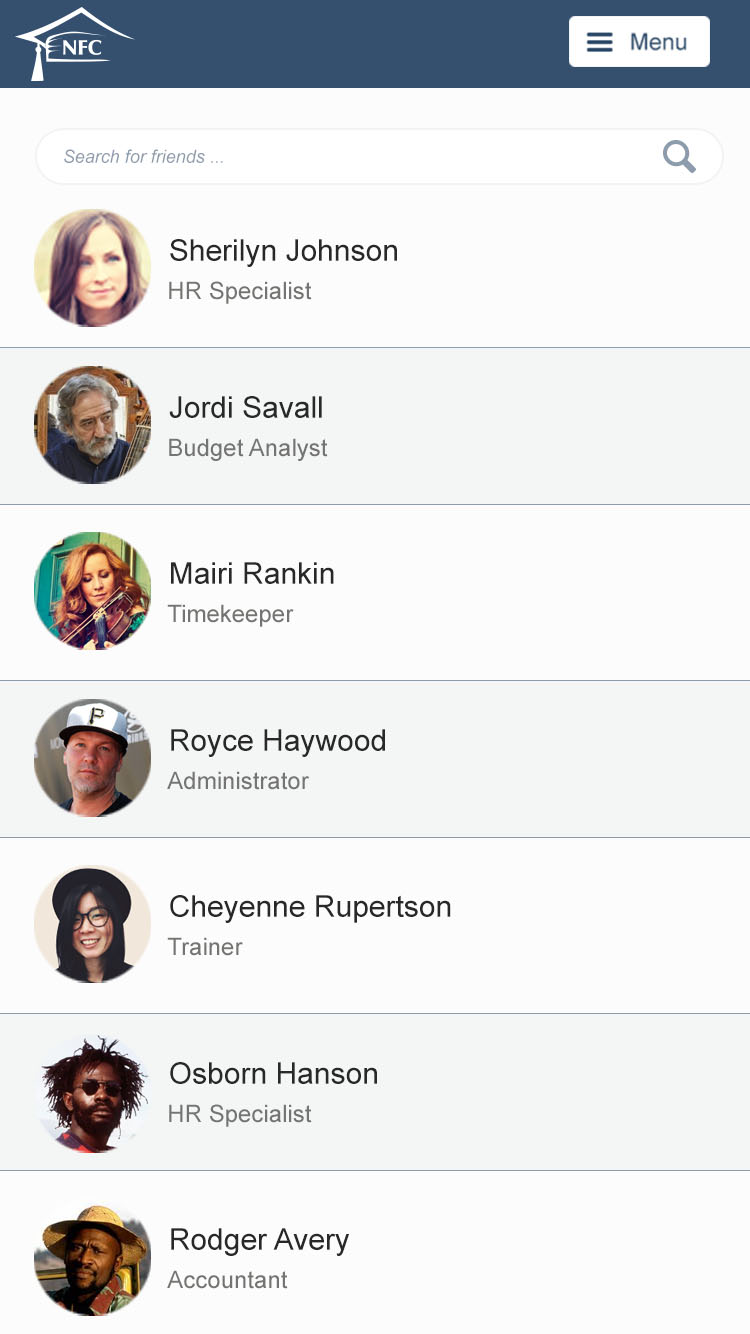 NFC
Menu
Search for friends ...
Sherilyn Johnson
HR Specialist
Jordi Savall
Budget Analyst
Mairi Rankin
Timekeeper
P
Royce Haywood
Administrator
Cheyenne Rupertson
Trainer
Osborn Hanson
HR Specialist
Rodger Avery
Accountant